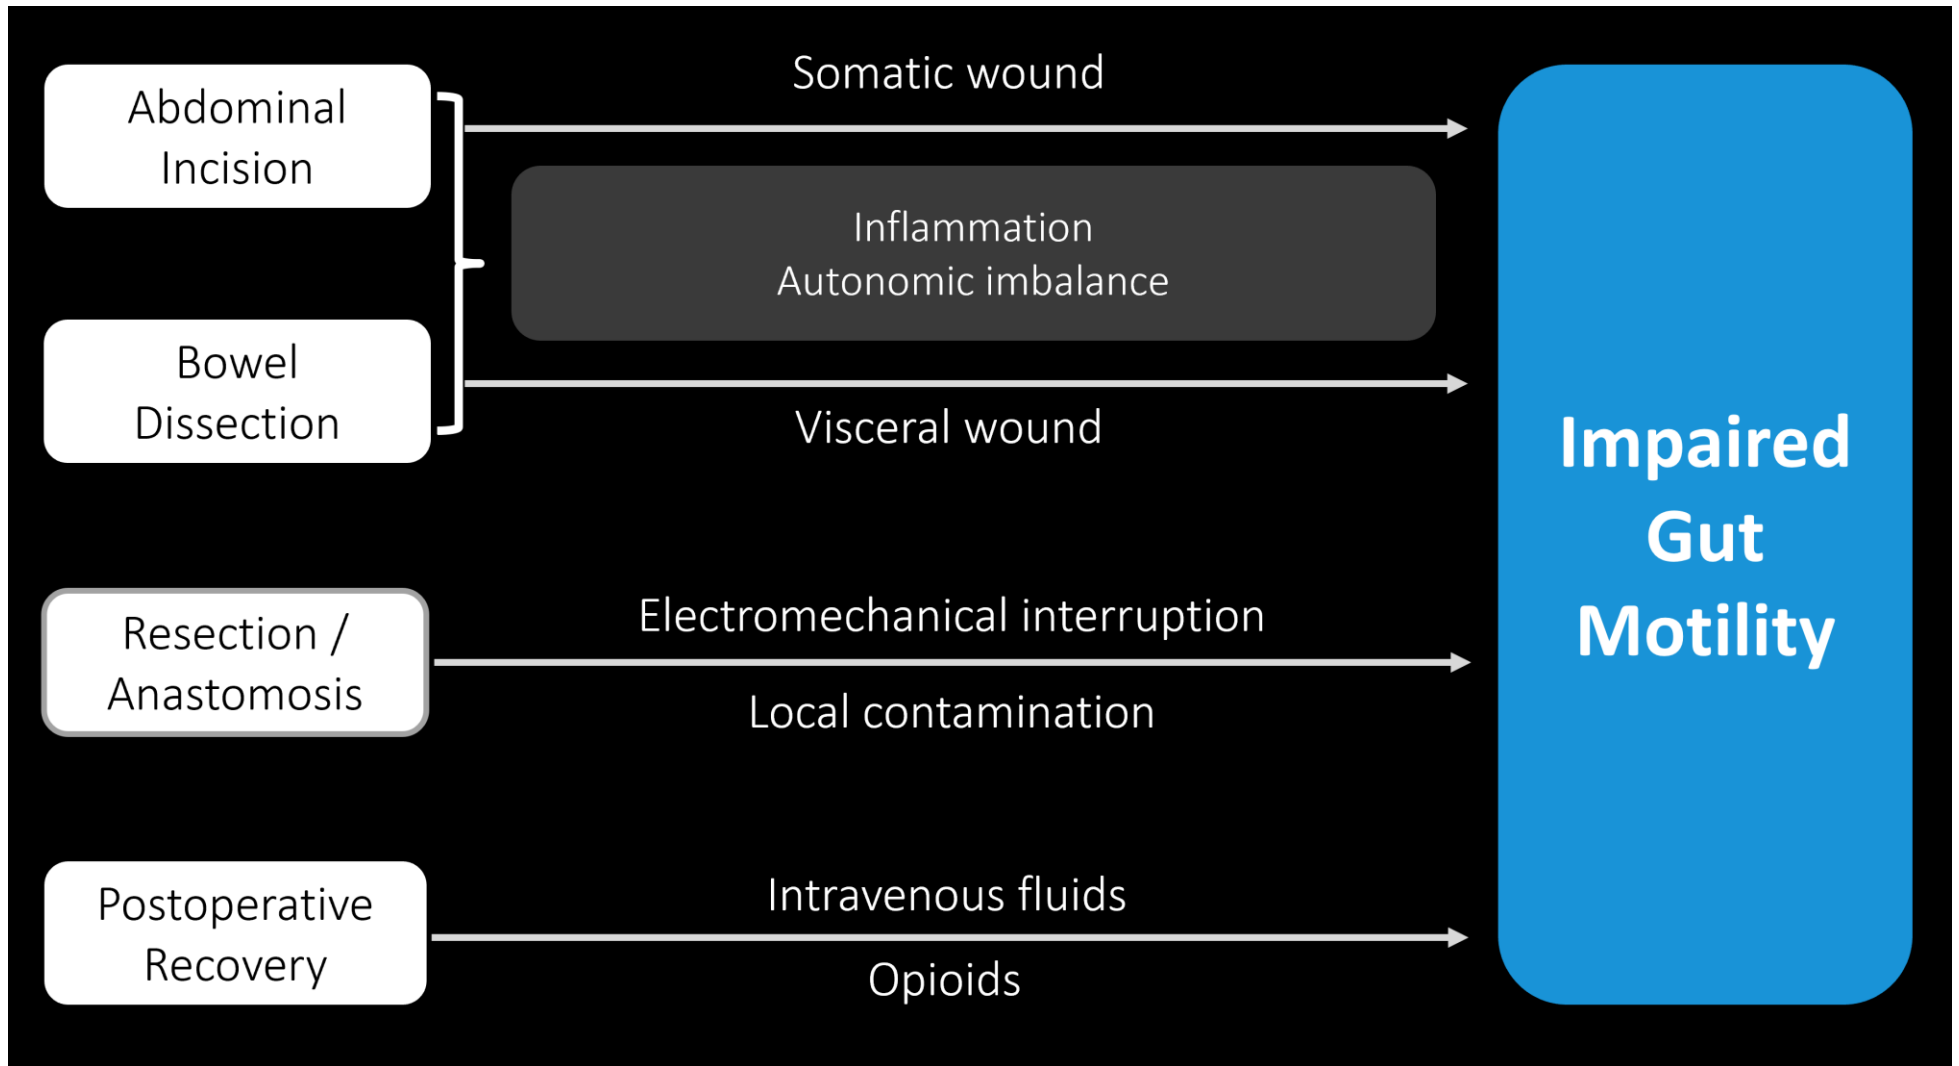 Abdominal
Incision
Somatic wound
Inflammation
Autonomic imbalance
Bowel
Dissection
Visceral wound
Resection /
Anastomosis
Electromechanical interruption
Local contamination
Postoperative
Recovery
Intravenous fluids
Opioids
Impaired
Gut
Motility